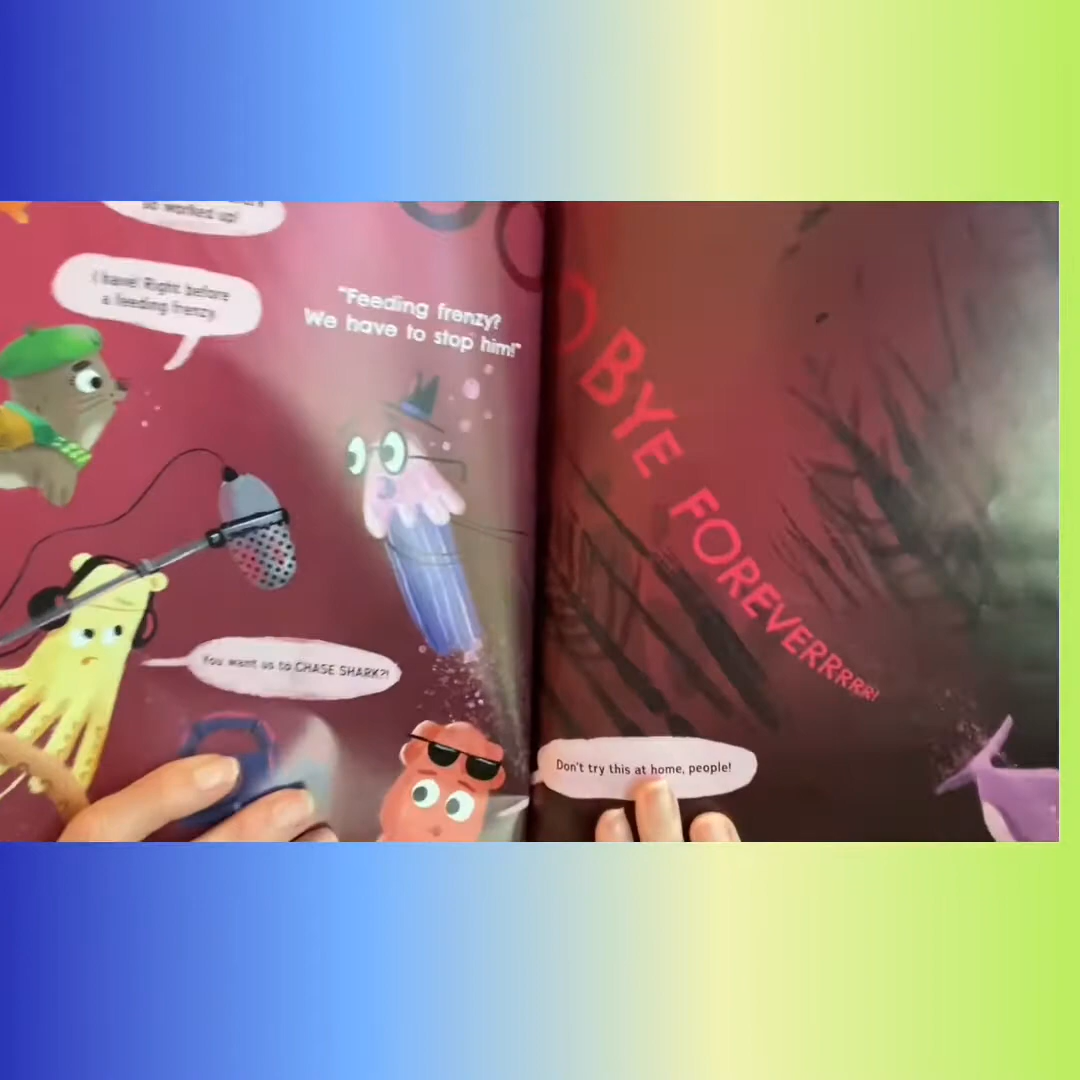 so worked up!
I have! Right before
a feeding frenzy.
"Feeding frenzy?
We have to stop him!"
You want us to CHASE SHARK?!
BYE FOREVERRRRR!
Don't try this at home, people!